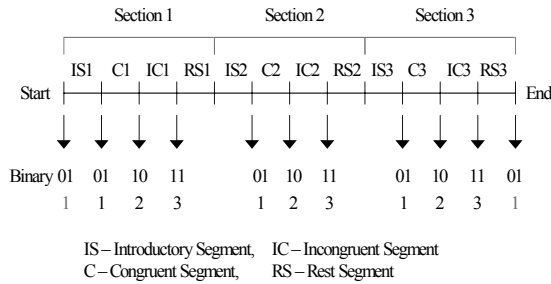 Section 1 Section 2 Section 3
IS1 C1 IC1 RS1 IS2 C2 IC2 RS2 IS3 C3 IC3 RS3
Start End
Binary 01 01 10 11 01 10 11 01 10 11 01
1 1 2 3 1 2 3 1 2 3 1
IS – Introductory Segment, IC – Incongruent Segment
C – Congruent Segment, RS – Rest Segment